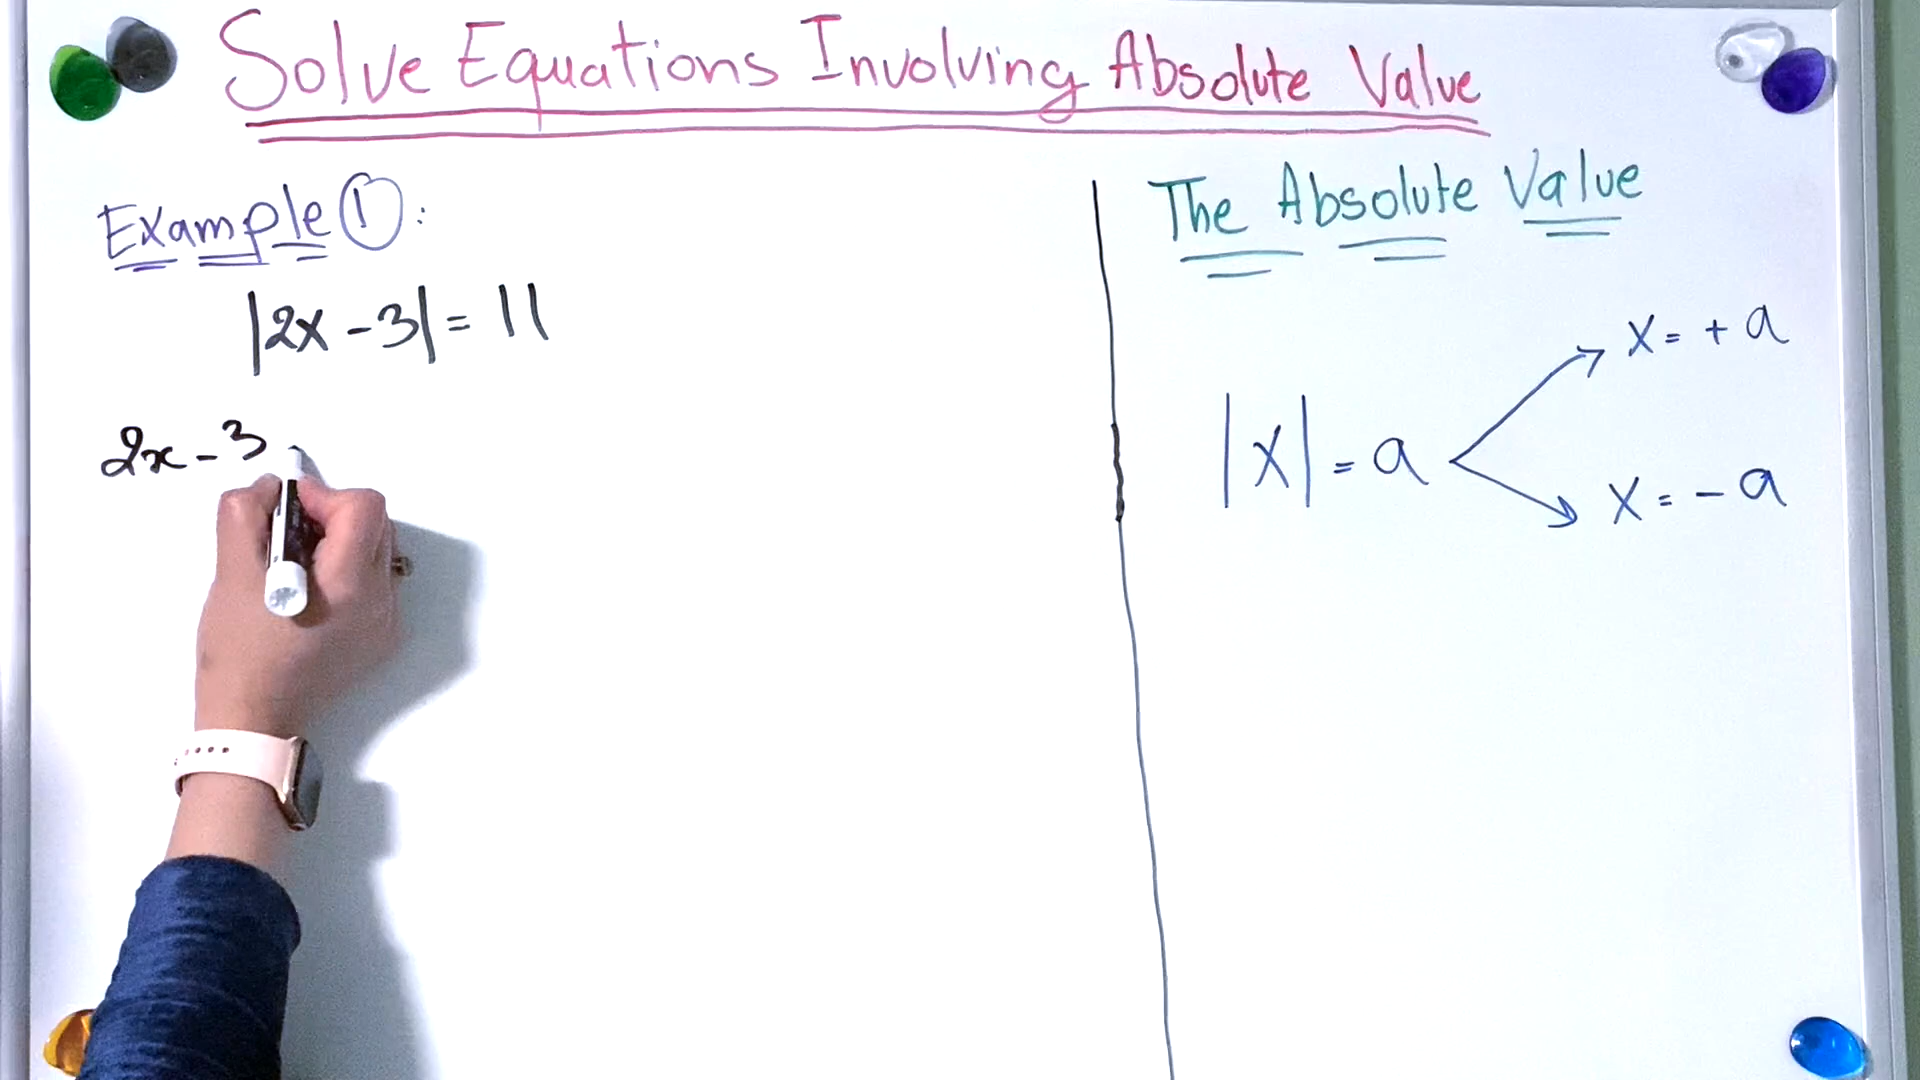 Solve Equations Involving Absolute Value
Example ①:
|2x - 3| = 11
2x - 3
The Absolute Value
x = + a
|x| = a
x = - a